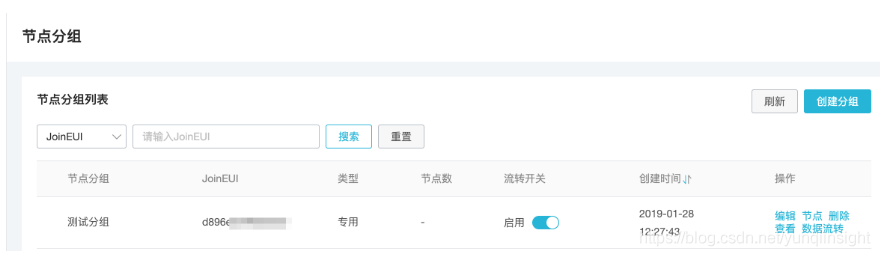 节点分组
节点分组列表
刷新 创建分组
JoinEUI 请输入JoinEUI 搜索 重置
节点分组 JoinEUI 类型 节点数 流转开关 创建时间 操作
测试分组 d896e 专用 - 启用 2019-01-28 12:27:43 编辑 节点 删除 查看 数据流转
https://blog.csdn.net/yunqiinsight